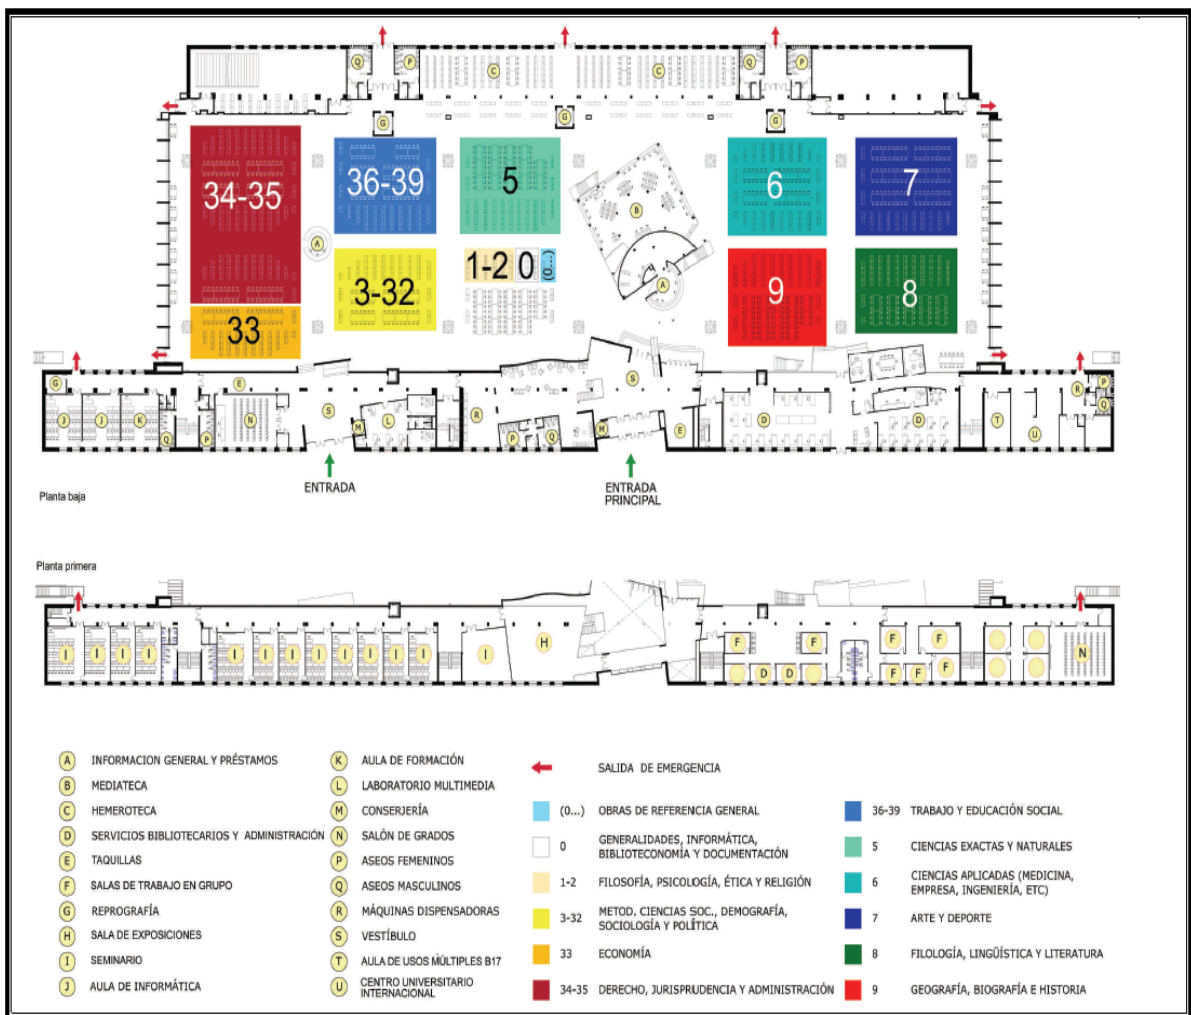 Q
P
C
C
Q
P
G
G
G
34-35
36-39
5
6
7
B
A
1-2
0
(0...)
A
3-32
9
8
33
G
E
J
J
K
N
S
M
L
R
S
D
D
T
U
R
P
Q
Q
P
P
Q
M
E
ENTRADA
ENTRADA
PRINCIPAL
Planta baja
Planta primera
I
I
I
I
I
I
I
I
I
I
I
I
I
H
F
F
F
F
N
D
D
F
F
F
A INFORMACION GENERAL Y PRÉSTAMOS
B MEDIATECA
C HEMEROTECA
D SERVICIOS BIBLIOTECARIOS Y ADMINISTRACIÓN
E TAQUILLAS
F SALAS DE TRABAJO EN GRUPO
G REPROGRAFÍA
H SALA DE EXPOSICIONES
I SEMINARIO
J AULA DE INFORMÁTICA
K AULA DE FORMACIÓN
L LABORATORIO MULTIMEDIA
M CONSERJERÍA
N SALÓN DE GRADOS
P ASEOS FEMENINOS
Q ASEOS MASCULINOS
R MÁQUINAS DISPENSADORAS
S VESTÍBULO
T AULA DE USOS MÚLTIPLES B17
U CENTRO UNIVERSITARIO
INTERNACIONAL
SALIDA DE EMERGENCIA
(0...) OBRAS DE REFERENCIA GENERAL
0 GENERALIDADES, INFORMÁTICA,
BIBLIOTECONOMÍA Y DOCUMENTACIÓN
1-2 FILOSOFÍA, PSICOLOGÍA, ÉTICA Y RELIGIÓN
3-32 METOD. CIENCIAS SOC., DEMOGRAFÍA,
SOCIOLOGÍA Y POLÍTICA
33 ECONOMÍA
34-35 DERECHO, JURISPRUDENCIA Y ADMINISTRACIÓN
36-39 TRABAJO Y EDUCACIÓN SOCIAL
5 CIENCIAS EXACTAS Y NATURALES
6 CIENCIAS APLICADAS (MEDICINA,
EMPRESA, INGENIERÍA, ETC)
7 ARTE Y DEPORTE
8 FILOLOGÍA, LINGÜÍSTICA Y LITERATURA
9 GEOGRAFÍA, BIOGRAFÍA E HISTORIA